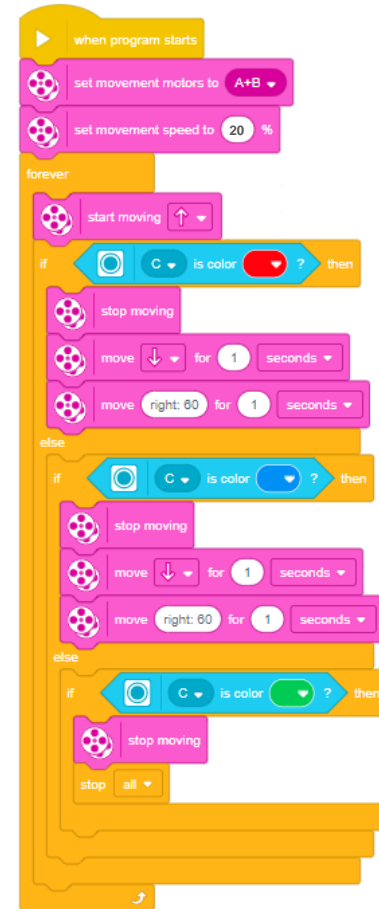 when program starts
set movement motors to A+B
set movement speed to 20 %
forever
start moving
if C is color ? then
stop moving
move for 1 seconds
move right: 60 for 1 seconds
else
if C is color ? then
stop moving
move for 1 seconds
move right: 60 for 1 seconds
else
if C is color ? then
stop moving
stop all